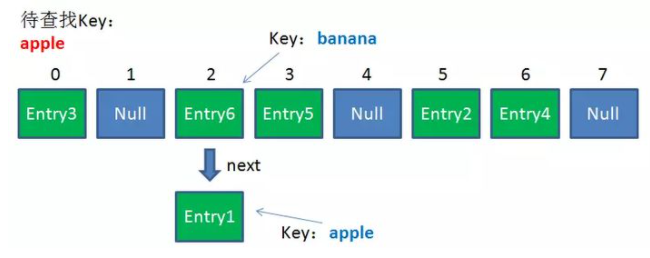 待查找Key：
apple
Key：banana
0 1 2 3 4 5 6 7
Entry3 Null Entry6 Entry5 Null Entry2 Entry4 Null
next
Entry1
Key：apple